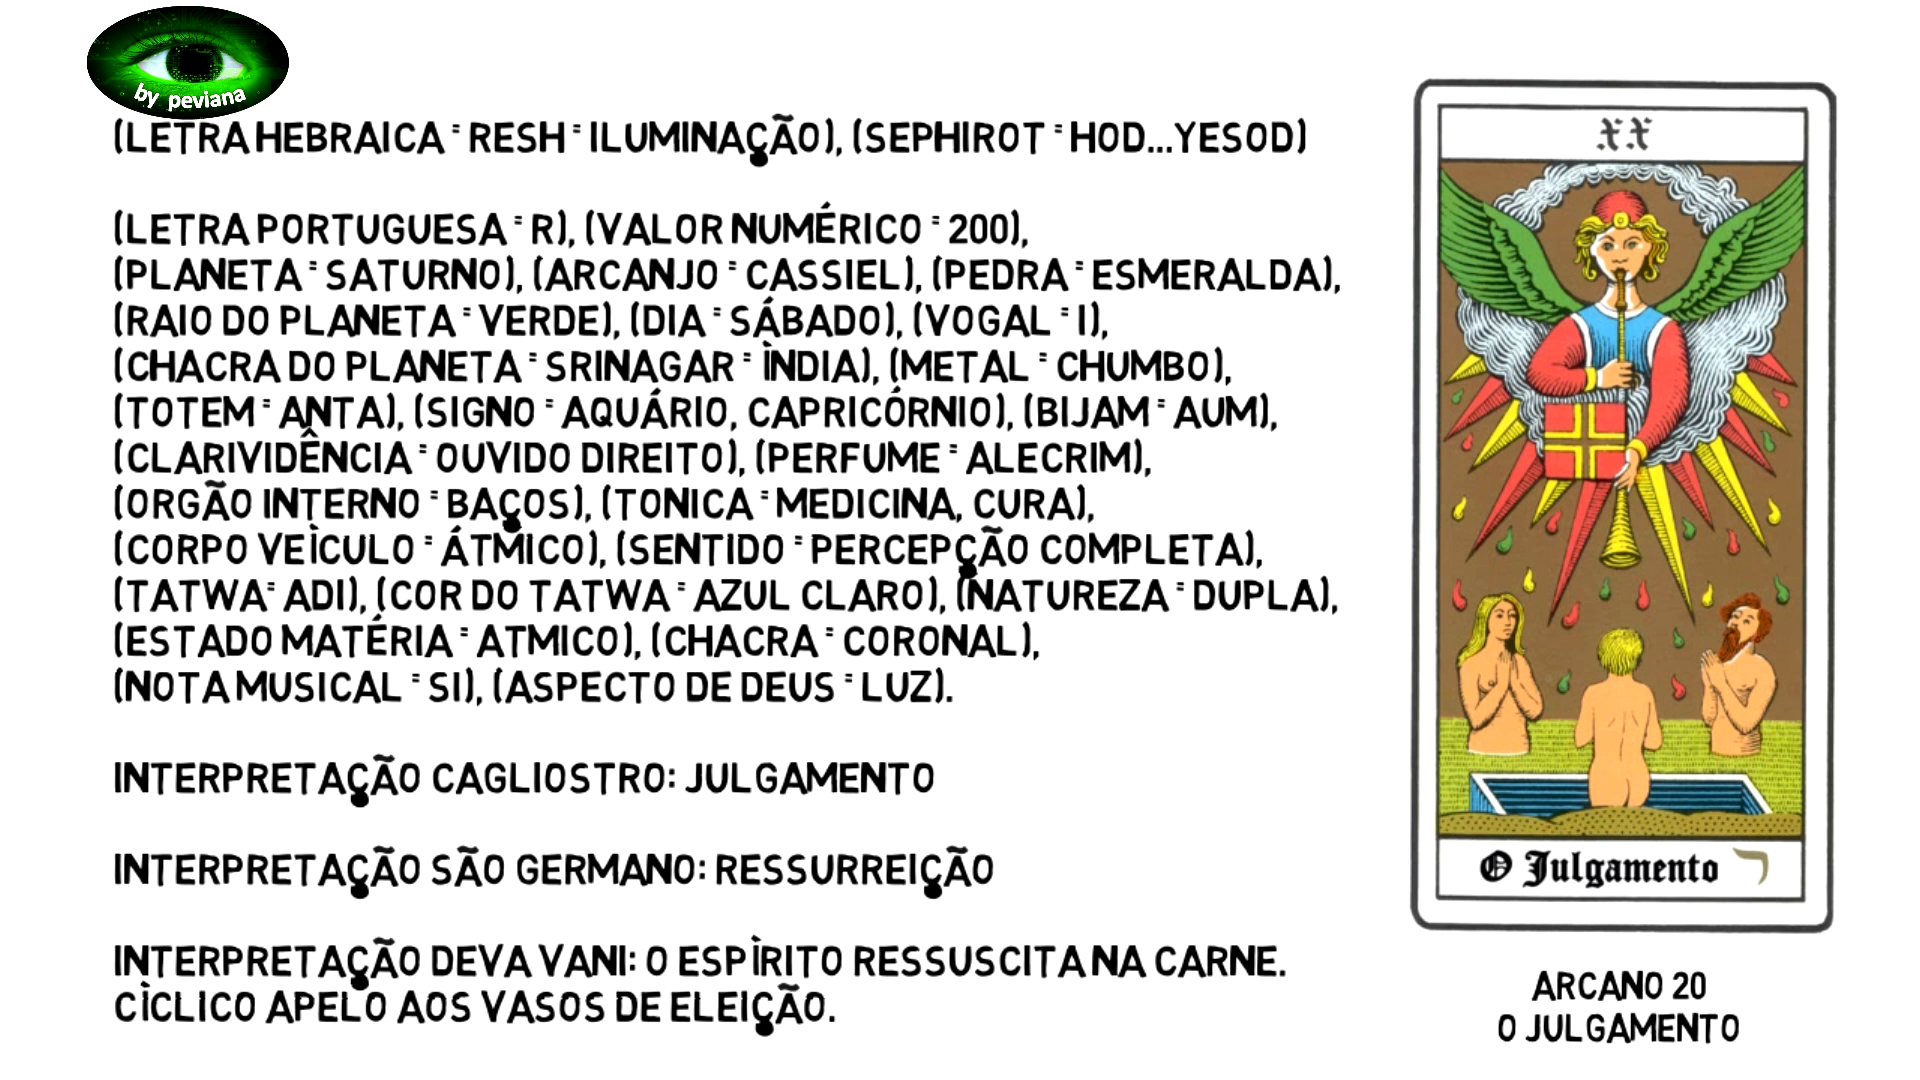 by peviana
(LETRA HEBRAICA = RESH = ILUMINAÇÃO), (SEPHIROT = HOD...YESOD)
(LETRA PORTUGUESA = R), (VALOR NUMÉRICO = 200),
(PLANETA = SATURNO), (ARCANJO = CASSIEL), (PEDRA = ESMERALDA),
(RAIO DO PLANETA = VERDE), (DIA = SÁBADO), (VOGAL = I),
(CHACRA DO PLANETA = SRINAGAR = ÌNDIA), (METAL = CHUMBO),
(TOTEM = ANTA), (SIGNO = AQUÁRIO, CAPRICÓRNIO), (BIJAM = AUM),
(CLARIVIDÊNCIA = OUVIDO DIREITO), (PERFUME = ALECRIM),
(ORGÃO INTERNO = BAÇOS), (TONICA = MEDICINA, CURA),
(CORPO VEÌCULO = ÁTMICO), (SENTIDO = PERCEPÇÃO COMPLETA),
(TATWA= ADI), (COR DO TATWA = AZUL CLARO), (NATUREZA = DUPLA),
(ESTADO MATÉRIA = ATMICO), (CHACRA = CORONAL),
(NOTA MUSICAL = SI), (ASPECTO DE DEUS = LUZ).
INTERPRETAÇÃO CAGLIOSTRO: JULGAMENTO
INTERPRETAÇÃO SÃO GERMANO: RESSURREIÇÃO
INTERPRETAÇÃO DEVA VANI: O ESPÌRITO RESSUSCITA NA CARNE.
CÌCLICO APELO AOS VASOS DE ELEIÇÃO.
XX
O Julgamento ר
ARCANO 20
O JULGAMENTO